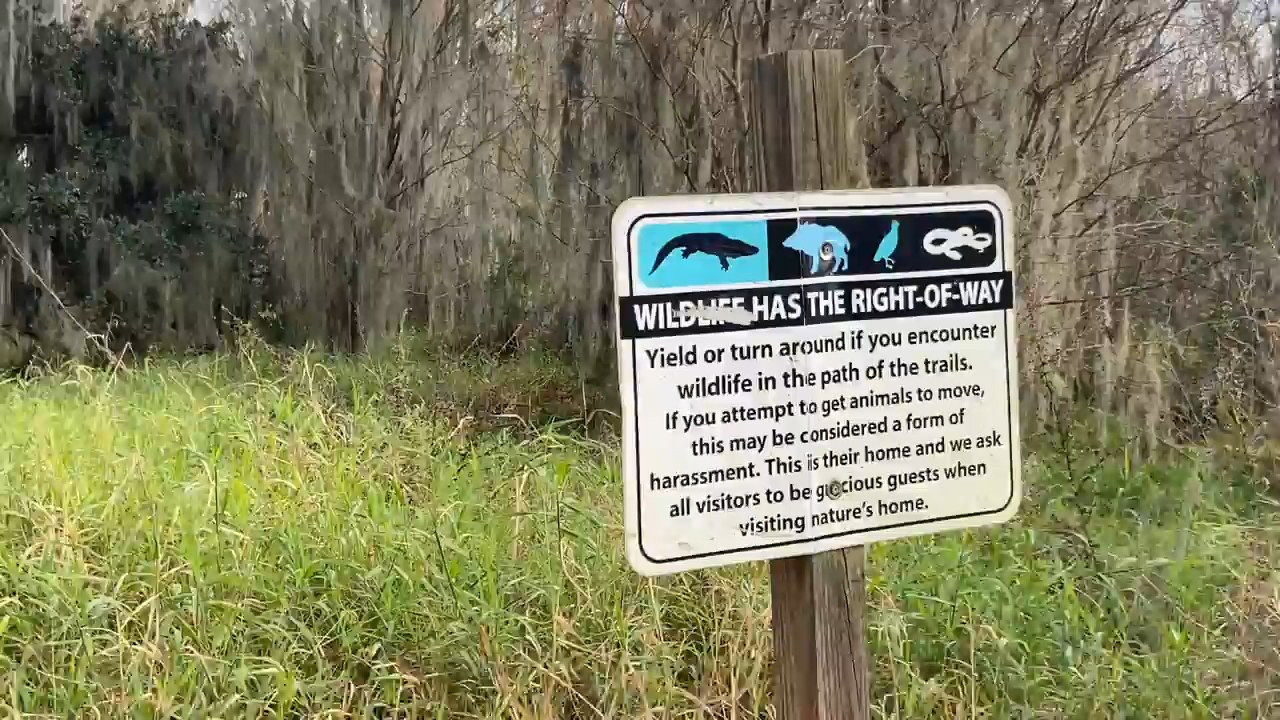 WILDLIFE HAS THE RIGHT-OF-WAY
Yield or turn around if you encounter
wildlife in the path of the trails.
If you attempt to get animals to move,
this may be considered a form of
harassment. This is their home and we ask
all visitors to be gracious guests when
visiting nature's home.